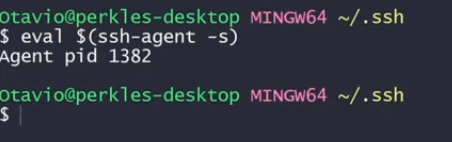 Otavio@perkles-desktop MINGW64 ~/.ssh
$ eval $(ssh-agent -s)
Agent pid 1382
Otavio@perkles-desktop MINGW64 ~/.ssh
$